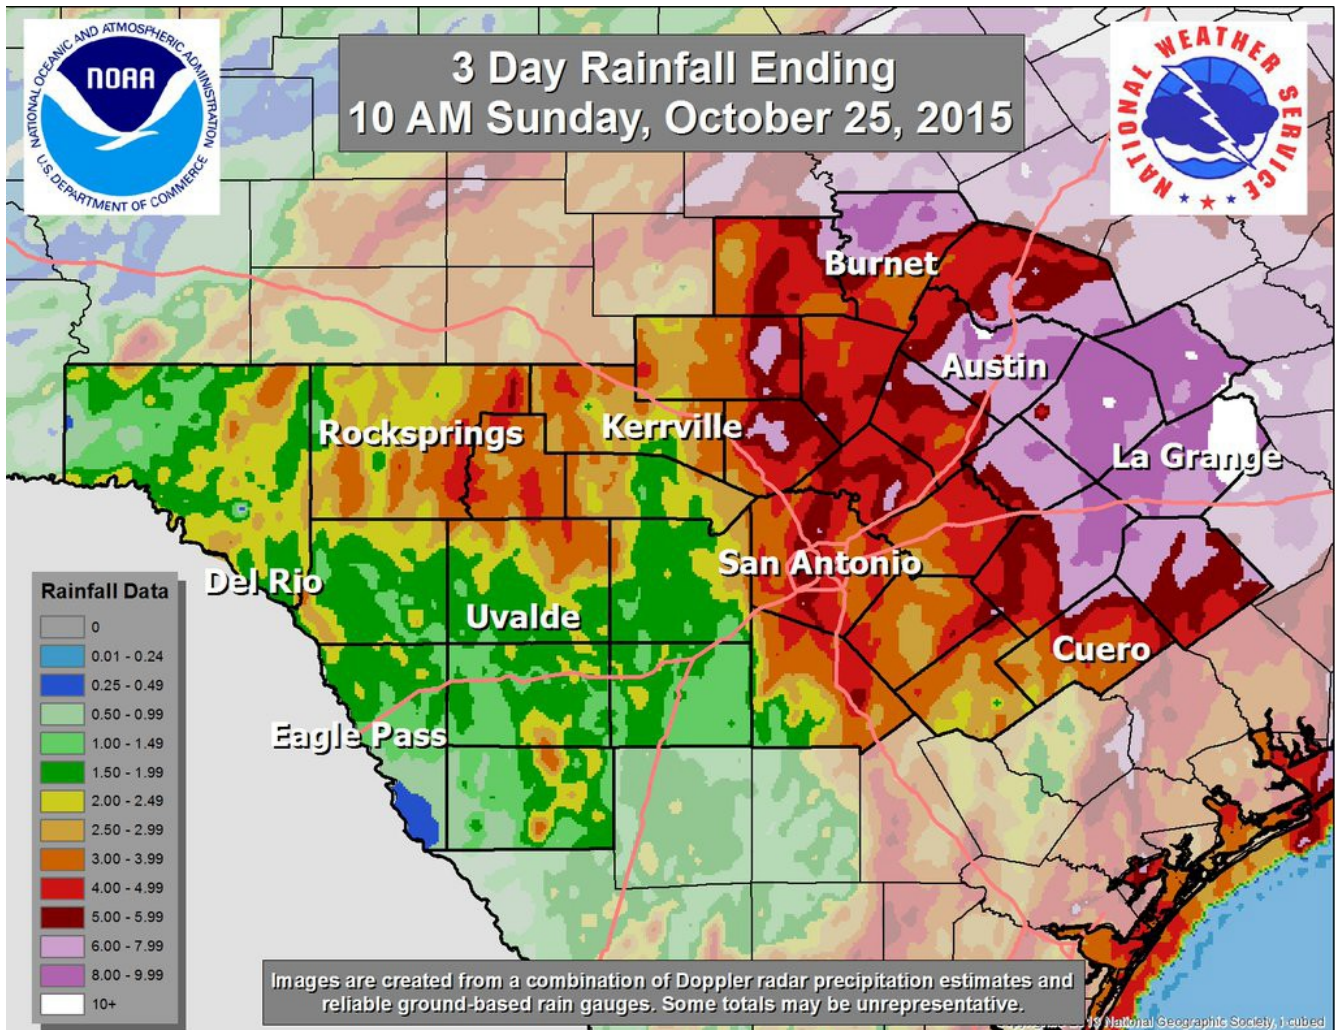 NATIONAL OCEANIC AND ATMOSPHERIC ADMINISTRATION
NOAA
U.S. DEPARTMENT OF COMMERCE
3 Day Rainfall Ending
10 AM Sunday, October 25, 2015
NATIONAL WEATHER SERVICE
Burnet
Austin
Rocksprings
Kerrville
La Grange
San Antonio
Del Rio
Uvalde
Cuero
Eagle Pass
Rainfall Data
0
0.01 - 0.24
0.25 - 0.49
0.50 - 0.99
1.00 - 1.49
1.50 - 1.99
2.00 - 2.49
2.50 - 2.99
3.00 - 3.99
4.00 - 4.99
5.00 - 5.99
6.00 - 7.99
8.00 - 9.99
10+
Images are created from a combination of Doppler radar precipitation estimates and
reliable ground-based rain gauges. Some totals may be unrepresentative.
National Geographic Society, i-cubed